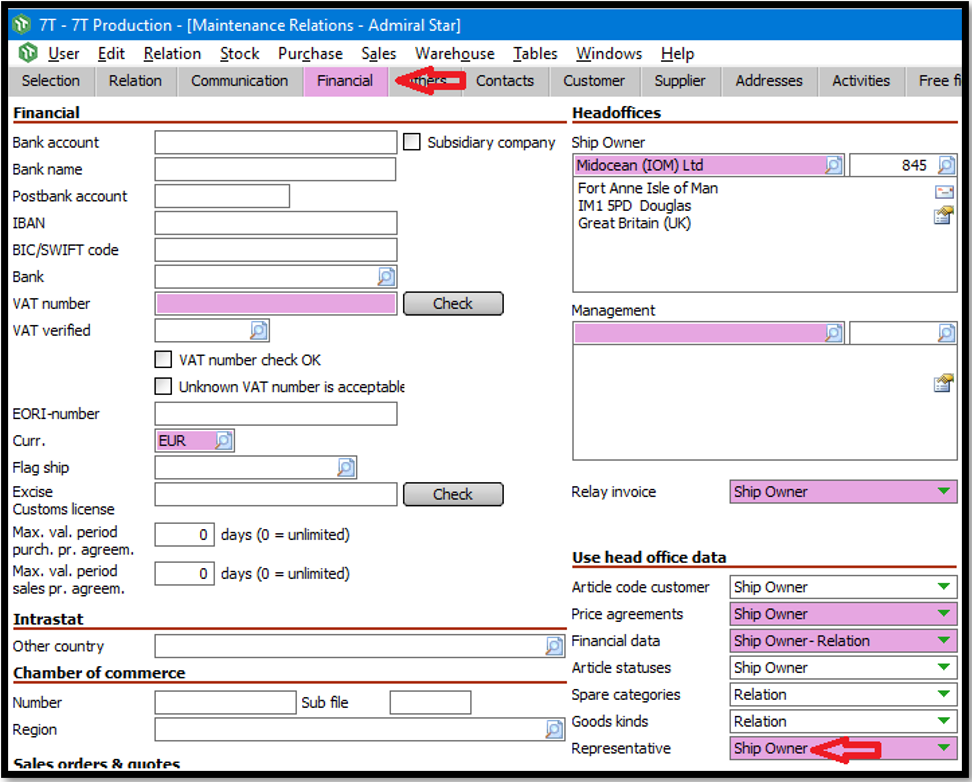 7T - 7T Production - [Maintenance Relations - Admiral Star]
User Edit Relation Stock Purchase Sales Warehouse Tables Windows Help
Selection Relation Communication Financial Contacts Customer Supplier Addresses Activities Free fi
Financial
Bank account
Subsidiary company
Bank name
Postbank account
IBAN
BIC/SWIFT code
Bank
VAT number Check
VAT verified
VAT number check OK
Unknown VAT number is acceptable
EORI-number
Curr. EUR
Flag ship
Excise
Customs license
Check
Max. val. period
purch. pr. agreem.
0 days (0 = unlimited)
Max. val. period
sales pr. agreem.
0 days (0 = unlimited)
Intrastat
Other country
Chamber of commerce
Number Sub file
Region
Sales orders & quotes
Headoffices
Ship Owner
Midocean (IOM) Ltd 845
Fort Anne Isle of Man
IM1 5PD Douglas
Great Britain (UK)
Management
Relay invoice Ship Owner
Use head office data
Article code customer Ship Owner
Price agreements Ship Owner
Financial data Ship Owner- Relation
Article statuses Ship Owner
Spare categories Relation
Goods kinds Relation
Representative Ship Owner